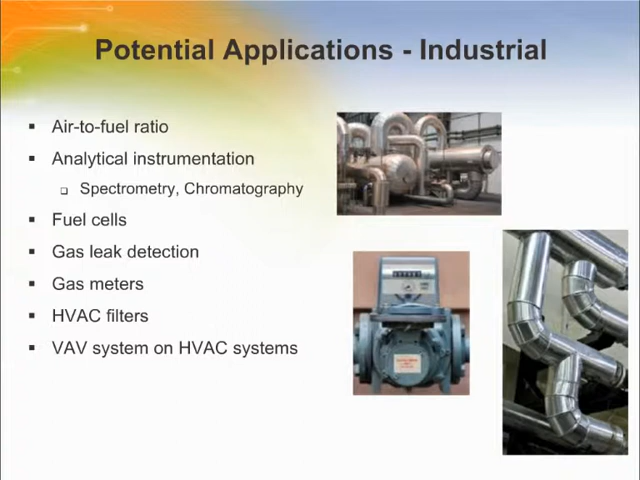 Potential Applications - Industrial
Air-to-fuel ratio
Analytical instrumentation
Spectrometry, Chromatography
Fuel cells
Gas leak detection
Gas meters
HVAC filters
VAV system on HVAC systems